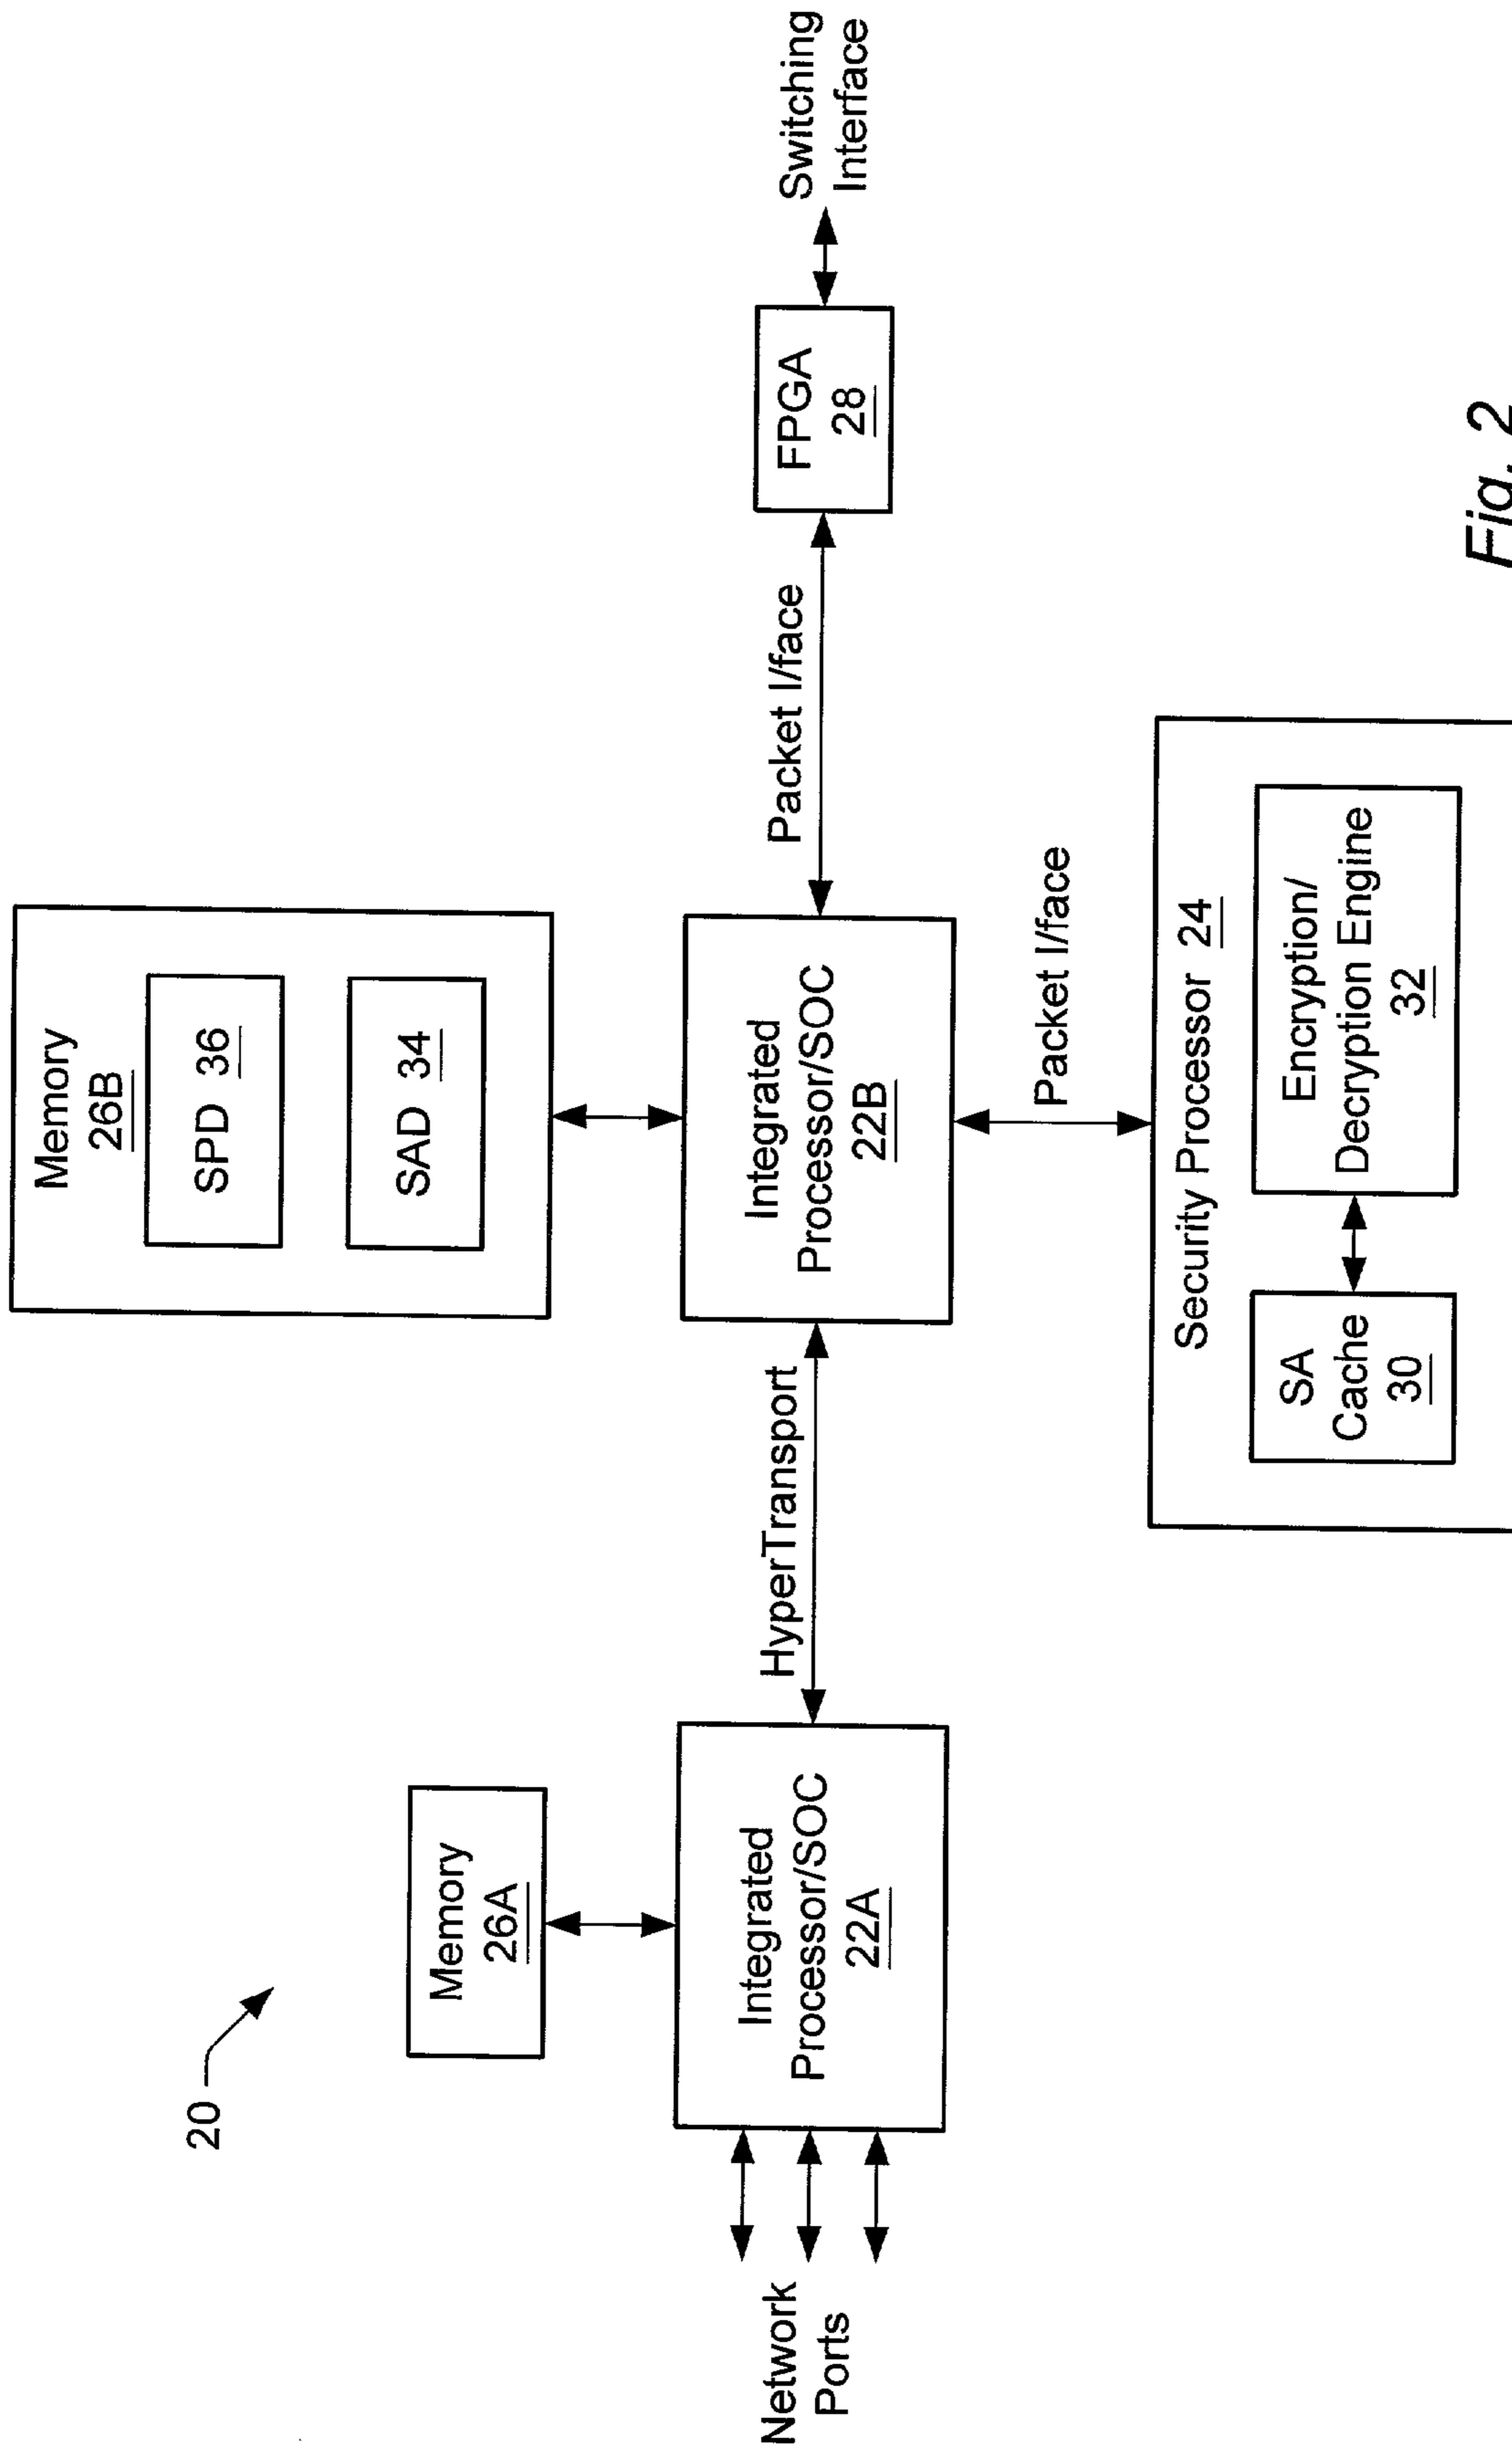 20
Memory
26B
SPD 36
SAD 34
Memory
26A
Network
Ports
Integrated
Processor/SOC
22A
HyperTransport
Integrated
Processor/SOC
22B
Packet I/face
FPGA
28
Switching
Interface
Packet I/face
Security Processor 24
SA
Cache
30
Encryption/
Decryption Engine
32
Fig. 2